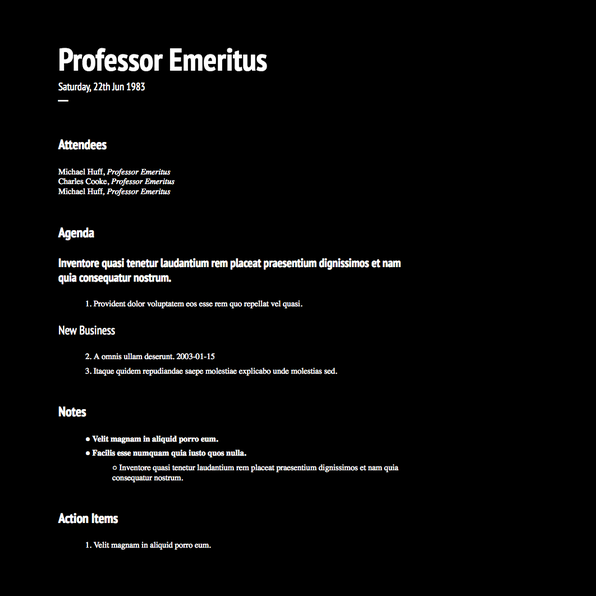 Professor Emeritus
Saturday, 22th Jun 1983
Attendees
Michael Huff, Professor Emeritus
Charles Cooke, Professor Emeritus
Michael Huff, Professor Emeritus
Agenda
Inventore quasi tenetur laudantium rem placeat praesentium dignissimos et nam
quia consequatur nostrum.
1. Provident dolor voluptatem eos esse rem quo repellat vel quasi.
New Business
2. A omnis ullam deserunt. 2003-01-15
3. Itaque quidem repudiandae saepe molestiae explicabo unde molestias sed.
Notes
● Velit magnam in aliquid porro eum.
● Facilis esse numquam quia iusto quos nulla.
○ Inventore quasi tenetur laudantium rem placeat praesentium dignissimos et nam quia
consequatur nostrum.
Action Items
1. Velit magnam in aliquid porro eum.